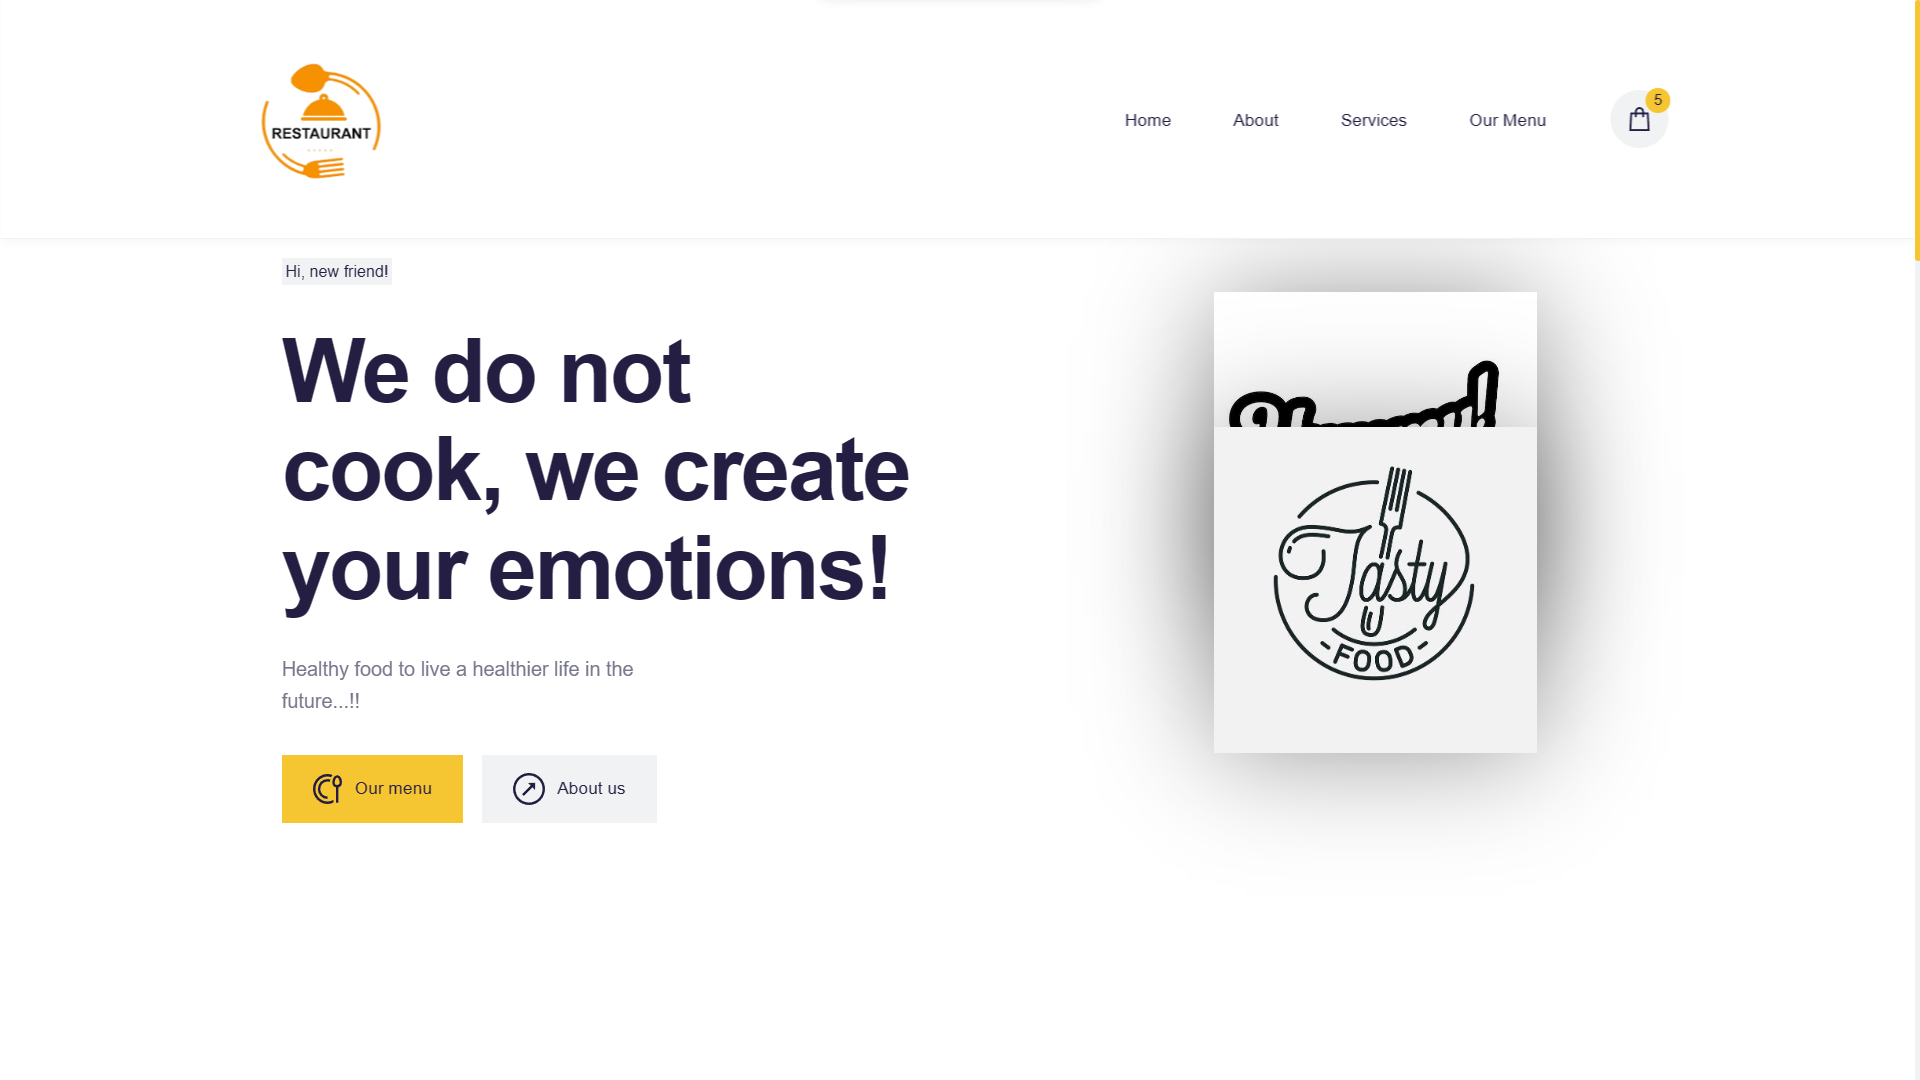 RESTAURANT
Home
About
Services
Our Menu
5
Hi, new friend!
We do not
cook, we create
your emotions!
Healthy food to live a healthier life in the
future...!!
Our menu
About us
Tasty
- FOOD -